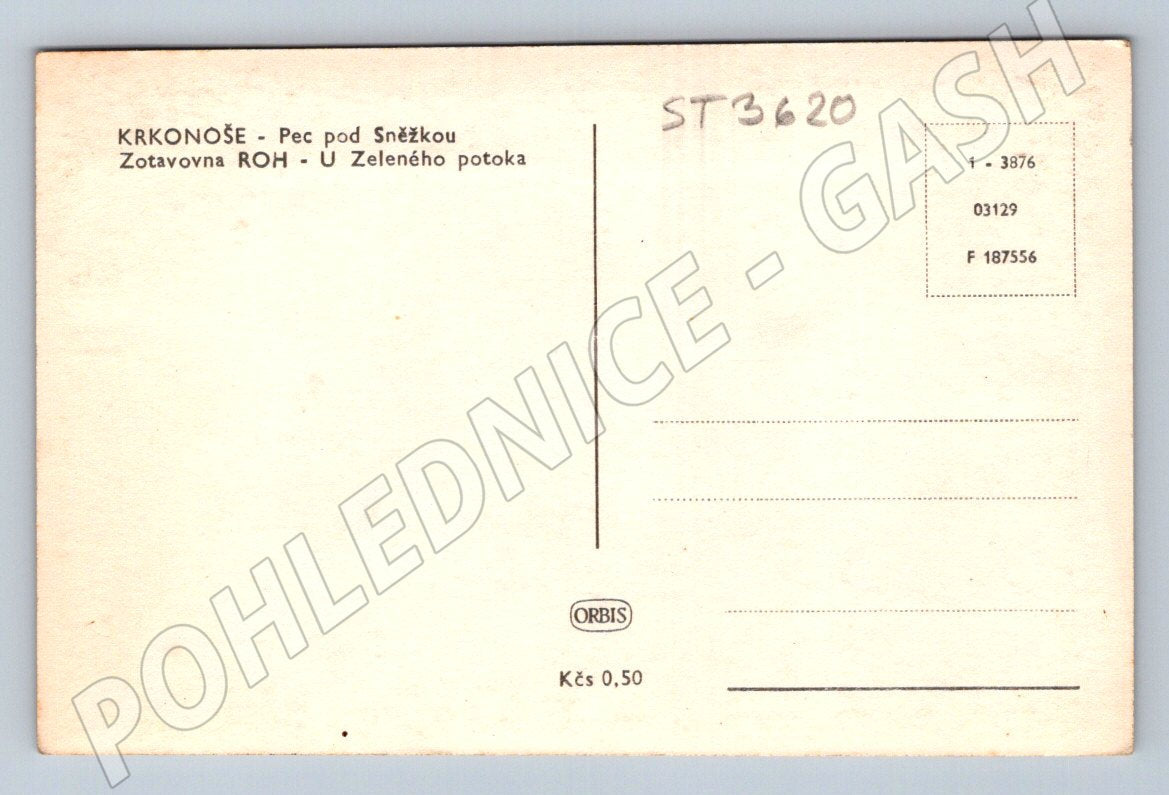 KRKONOŠE - Pec pod Sněžkou
Zotavovna ROH - U Zeleného potoka
ST3620
1 - 3876
03129
F 187556
ORBIS
Kčs 0,50
POHLEDNICE - GASH